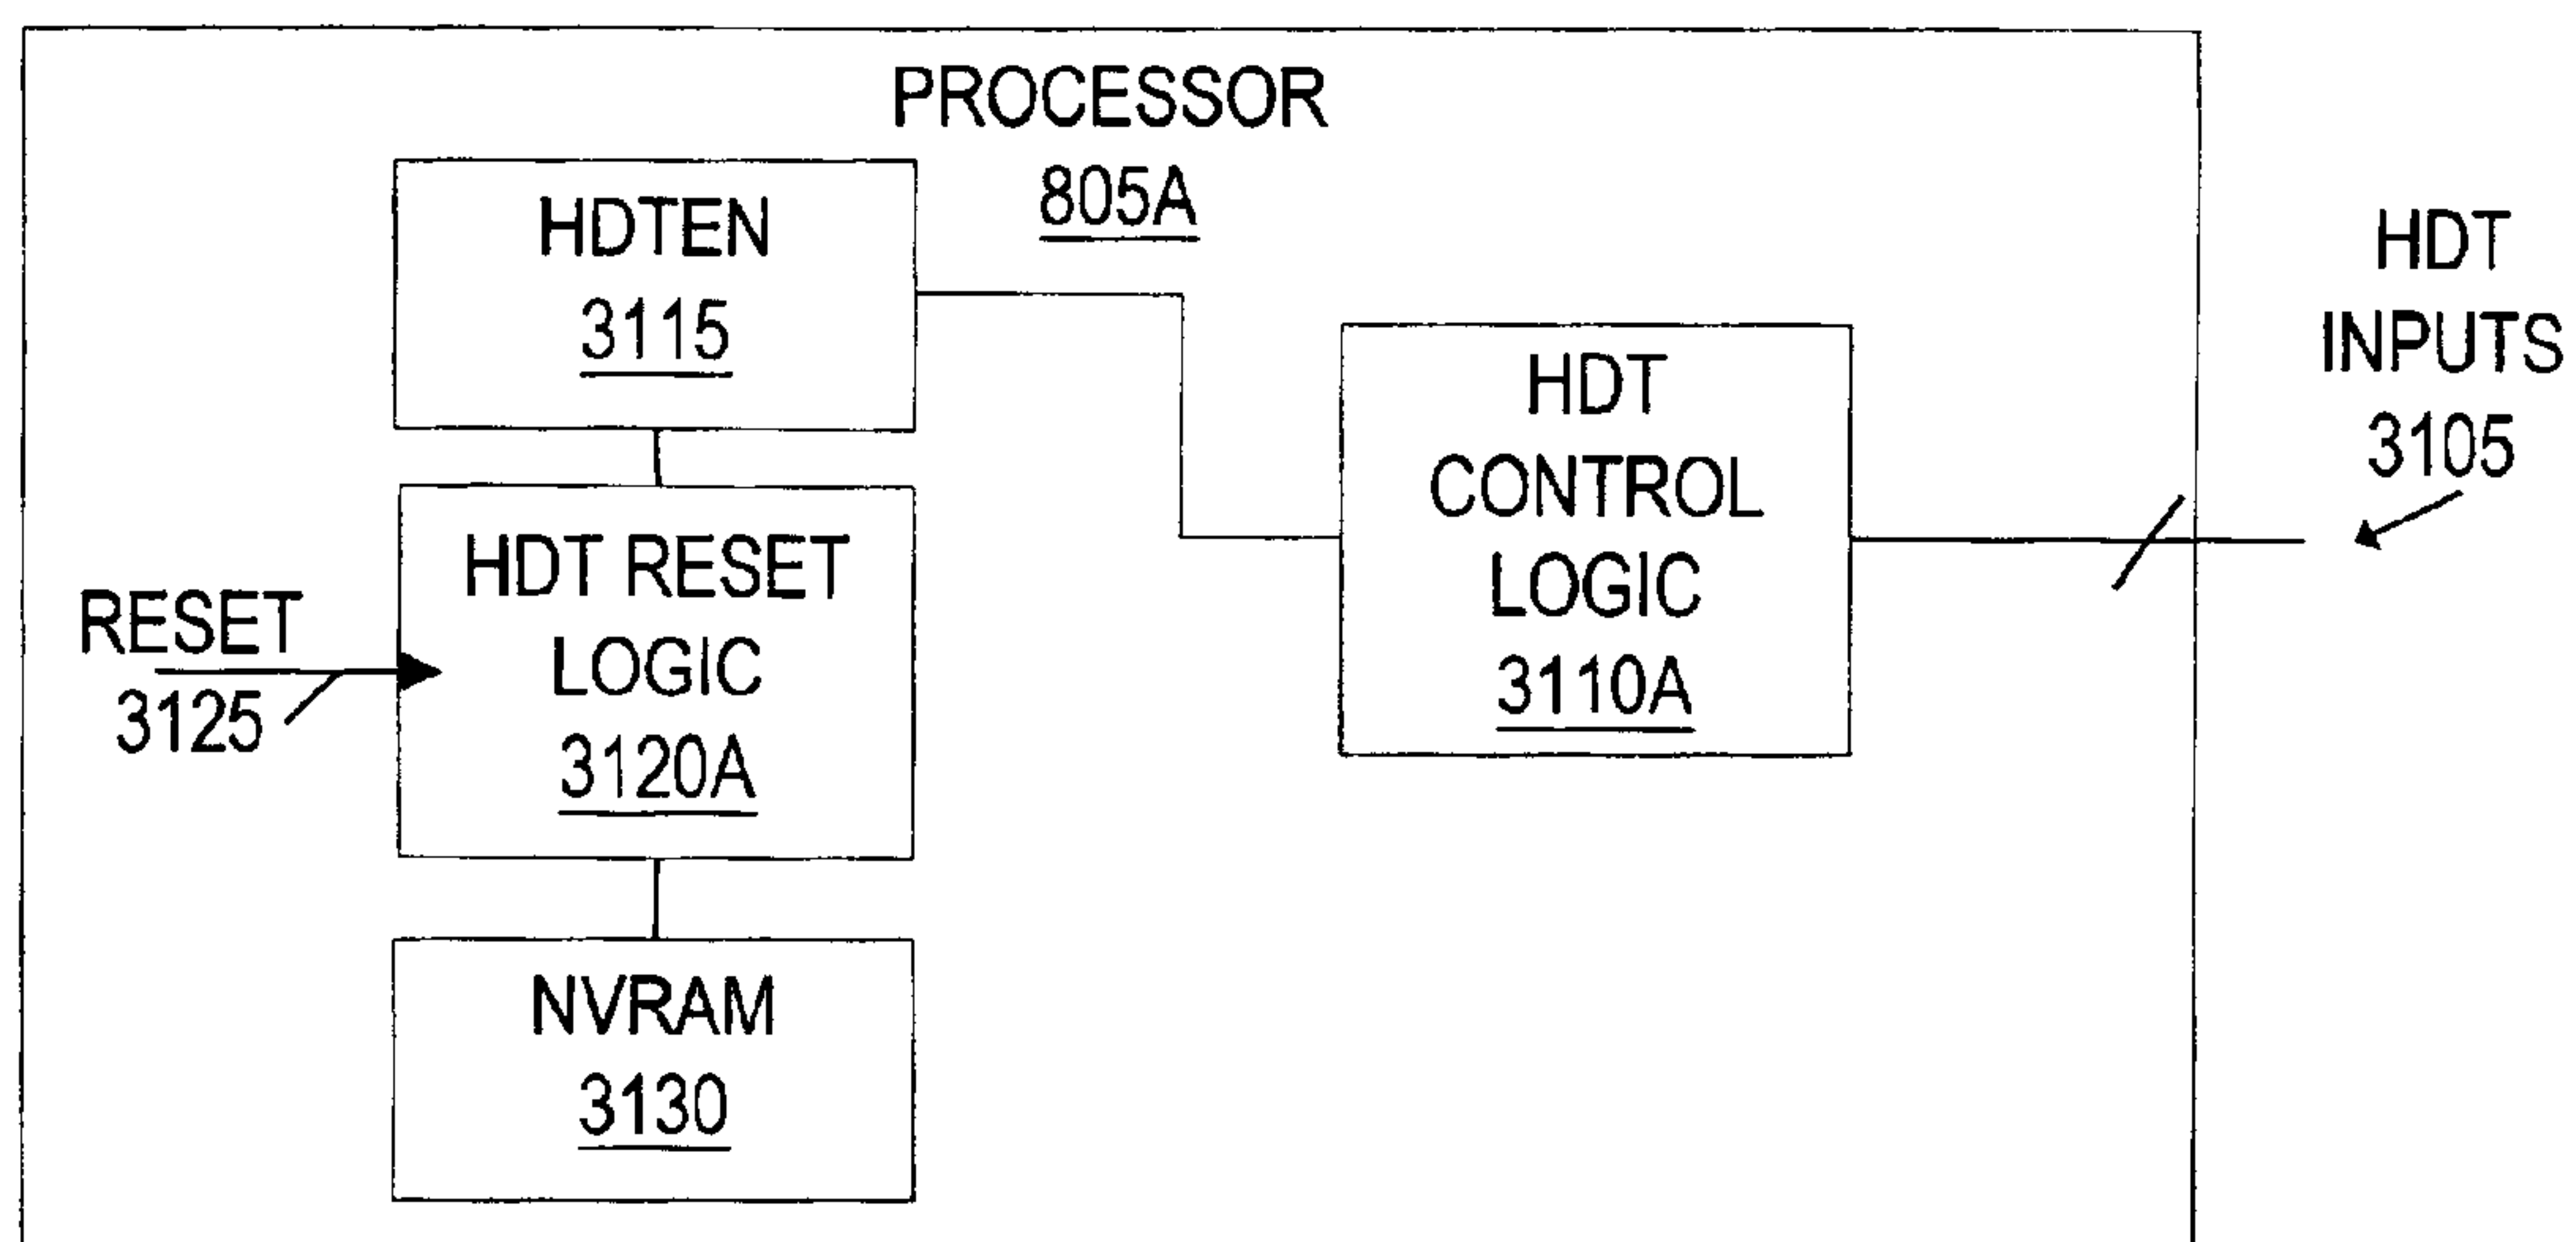 PROCESSOR
805A
HDTEN
3115
HDT RESET
LOGIC
3120A
RESET
3125
NVRAM
3130
HDT
CONTROL
LOGIC
3110A
HDT
INPUTS
3105